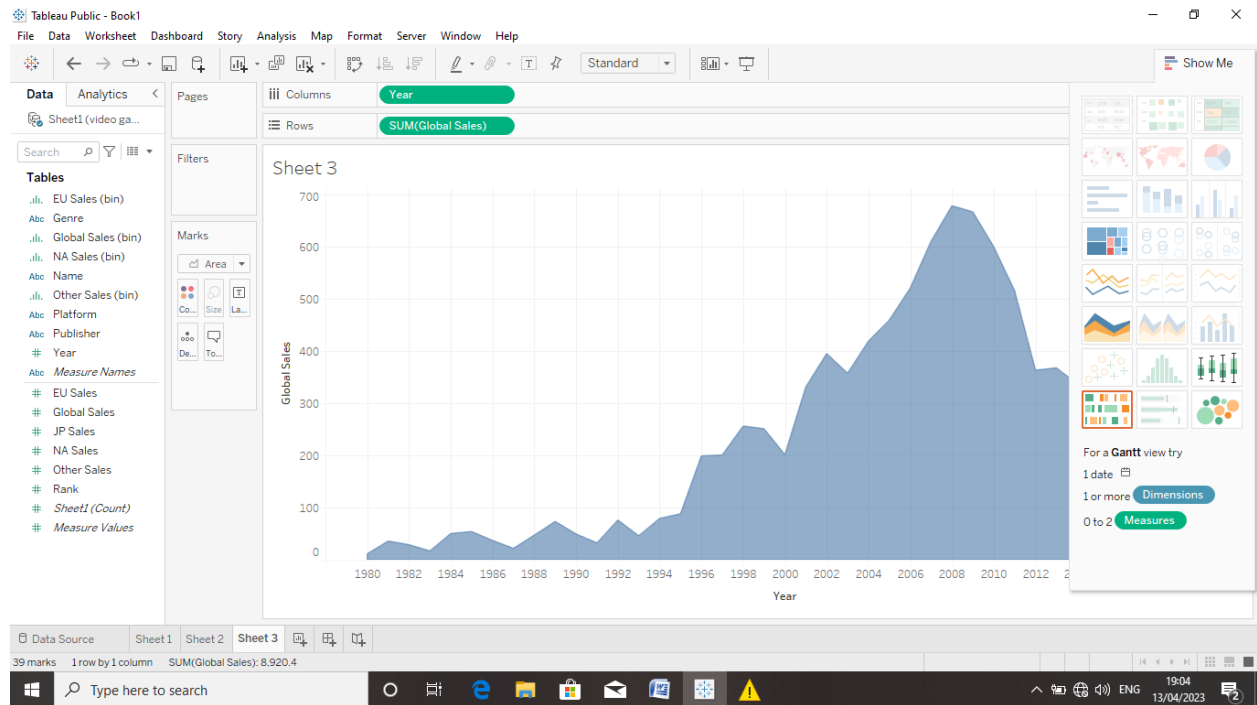 Tableau Public - Book1
File Data Worksheet Dashboard Story Analysis Map Format Server Window Help
Standard
Show Me
Data Analytics
Sheet1 (video ga...
Search
Tables
EU Sales (bin)
Abc Genre
Global Sales (bin)
NA Sales (bin)
Abc Name
Other Sales (bin)
Abc Platform
Abc Publisher
# Year
Abc Measure Names
# EU Sales
# Global Sales
# JP Sales
# NA Sales
# Other Sales
# Rank
# Sheet1 (Count)
# Measure Values
Pages
Filters
Marks
Area
Co... Size La...
De... To...
Columns Year
Rows SUM(Global Sales)
Sheet 3
700
600
500
400
300
200
100
0
Global Sales
1980 1982 1984 1986 1988 1990 1992 1994 1996 1998 2000 2002 2004 2006 2008 2010 2012 2
Year
For a Gantt view try
1 date
1 or more Dimensions
0 to 2 Measures
Data Source Sheet 1 Sheet 2 Sheet 3
39 marks 1 row by 1 column SUM(Global Sales): 8,920.4
Type here to search
ENG
19:04
13/04/2023
2